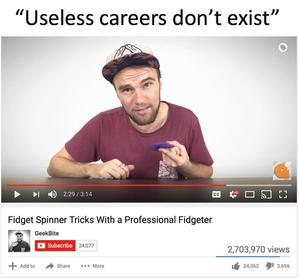 “Useless careers don’t exist”
2:29 / 3:14
CC
Fidget Spinner Tricks With a Professional Fidgeter
GeekBite
Subscribe 24,077
2,703,970 views
Add to Share More
24,062 3,696